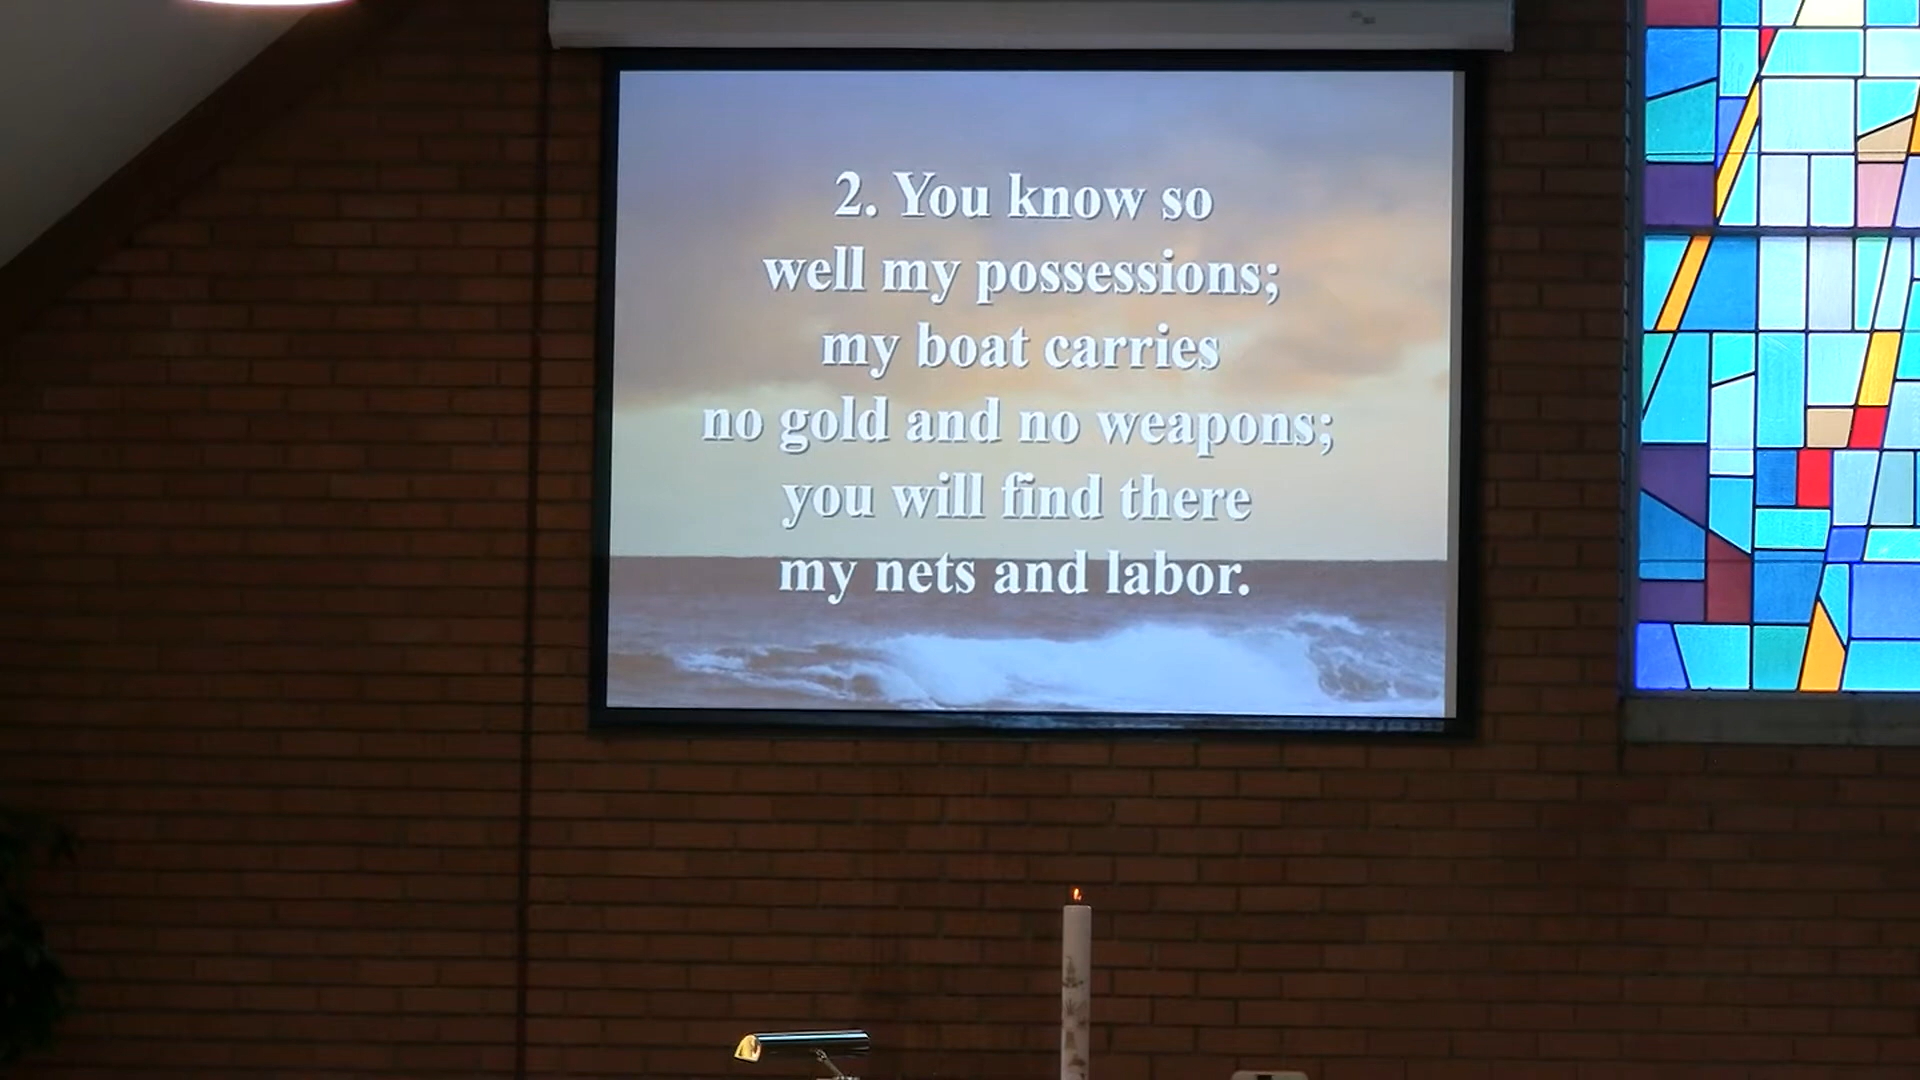 2. You know so
well my possessions;
my boat carries
no gold and no weapons;
you will find there
my nets and labor.